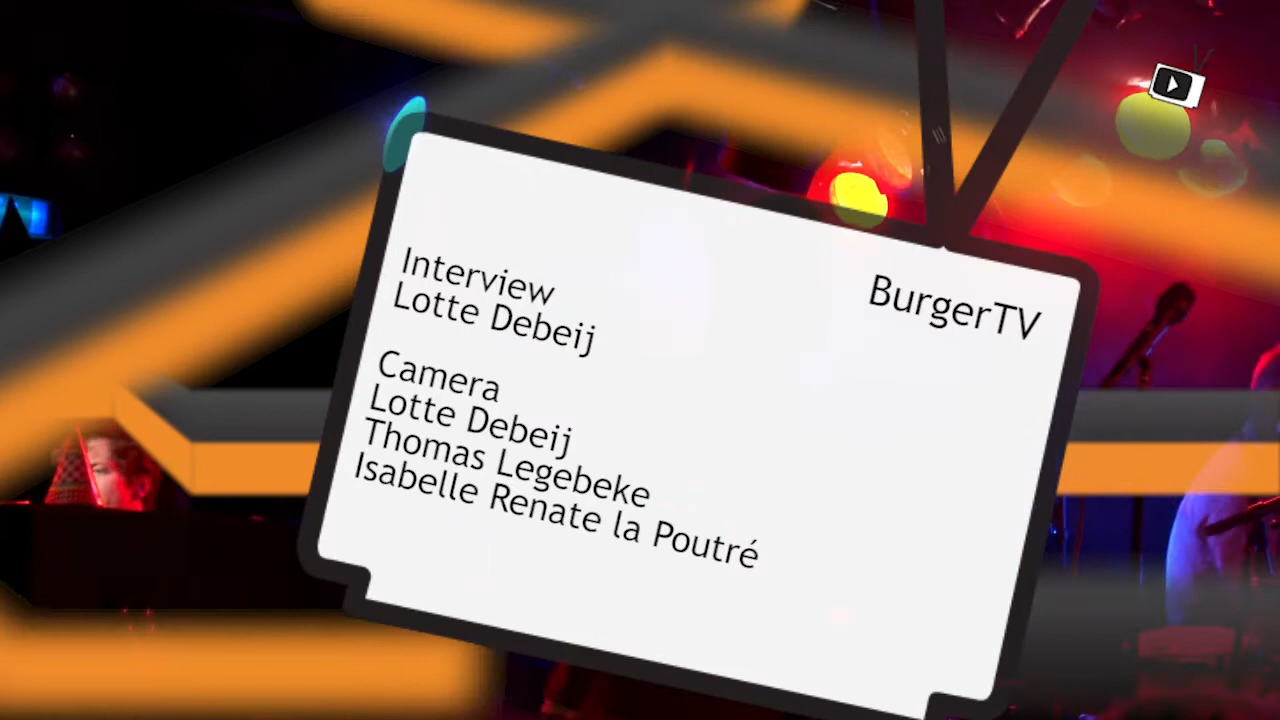 BurgerTV
Interview
Lotte Debeij
Camera
Lotte Debeij
Thomas Legebeke
Isabelle Renate la Poutré